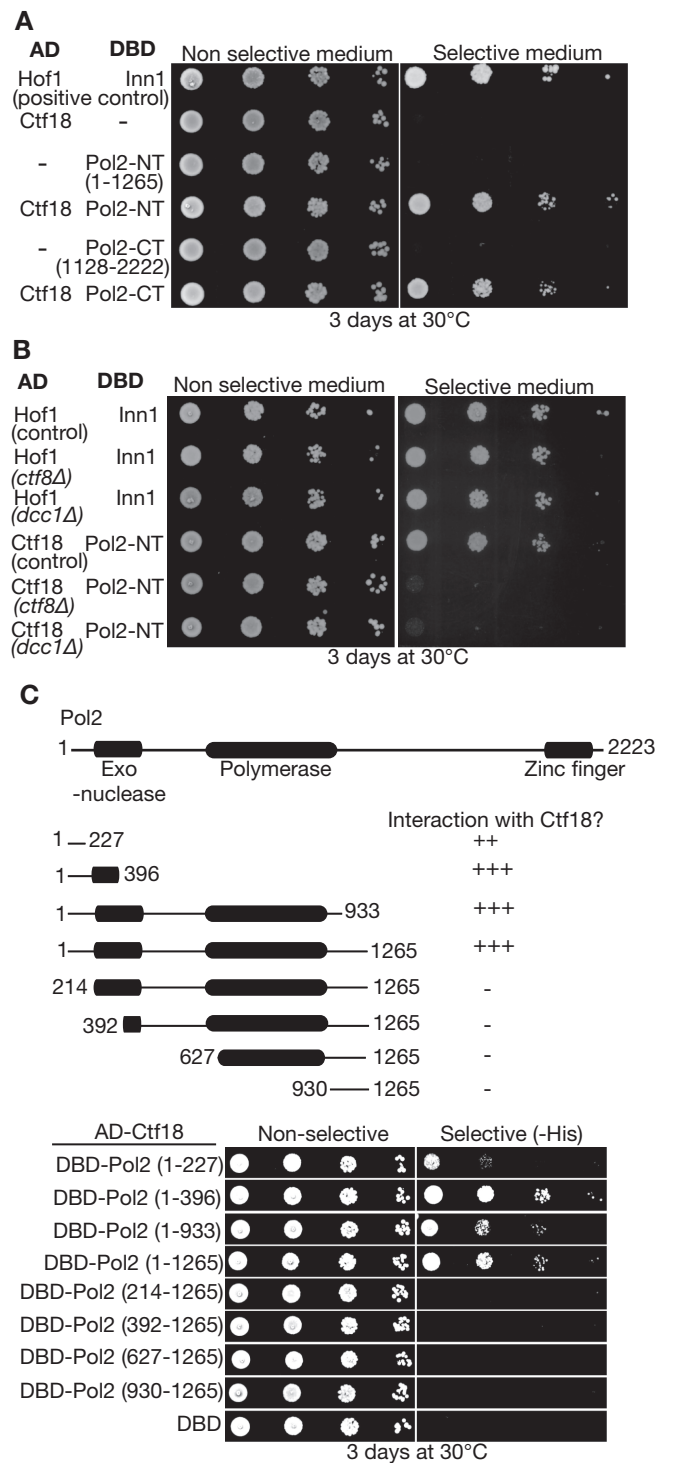 A
AD DBD Non selective medium Selective medium
Hof1 Inn1
(positive control)
Ctf18 -
- Pol2-NT
(1-1265)
Ctf18 Pol2-NT
- Pol2-CT
(1128-2222)
Ctf18 Pol2-CT
3 days at 30°C
B
AD DBD Non selective medium Selective medium
Hof1 Inn1
(control)
Hof1 Inn1
(ctf8Δ)
Hof1 Inn1
(dcc1Δ)
Ctf18 Pol2-NT
(control)
Ctf18 Pol2-NT
(ctf8Δ)
Ctf18 Pol2-NT
(dcc1Δ)
3 days at 30°C
C
Pol2
1 2223
Exo Polymerase Zinc finger
-nuclease
Interaction with Ctf18?
1 227 ++
1 396 +++
1 933 +++
1 1265 +++
214 1265 -
392 1265 -
627 1265 -
930 1265 -
AD-Ctf18 Non-selective Selective (-His)
DBD-Pol2 (1-227)
DBD-Pol2 (1-396)
DBD-Pol2 (1-933)
DBD-Pol2 (1-1265)
DBD-Pol2 (214-1265)
DBD-Pol2 (392-1265)
DBD-Pol2 (627-1265)
DBD-Pol2 (930-1265)
DBD
3 days at 30°C